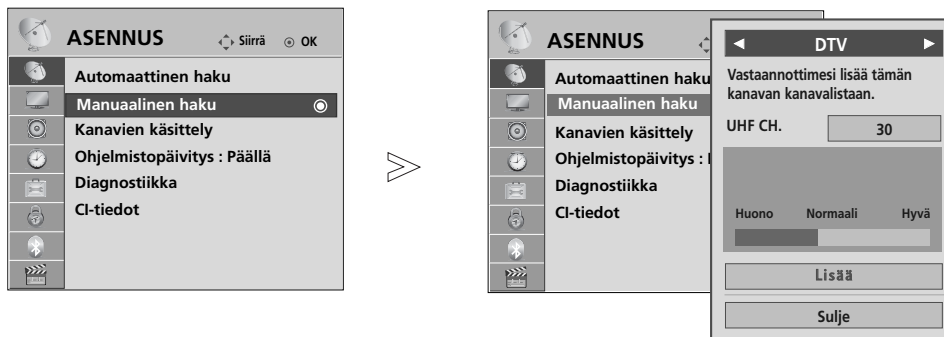 ASENNUS Siirrä OK
Automaattinen haku
Manuaalinen haku
Kanavien käsittely
Ohjelmistopäivitys : Päällä
Diagnostiikka
CI-tiedot
ASENNUS
Automaattinen haku
Manuaalinen haku
Kanavien käsittely
Ohjelmistopäivitys :
Diagnostiikka
CI-tiedot
DTV
Vastaannottimesi lisää tämän
kanavan kanavalistaan.
UHF CH. 30
Huono Normaali Hyvä
Lisää
Sulje